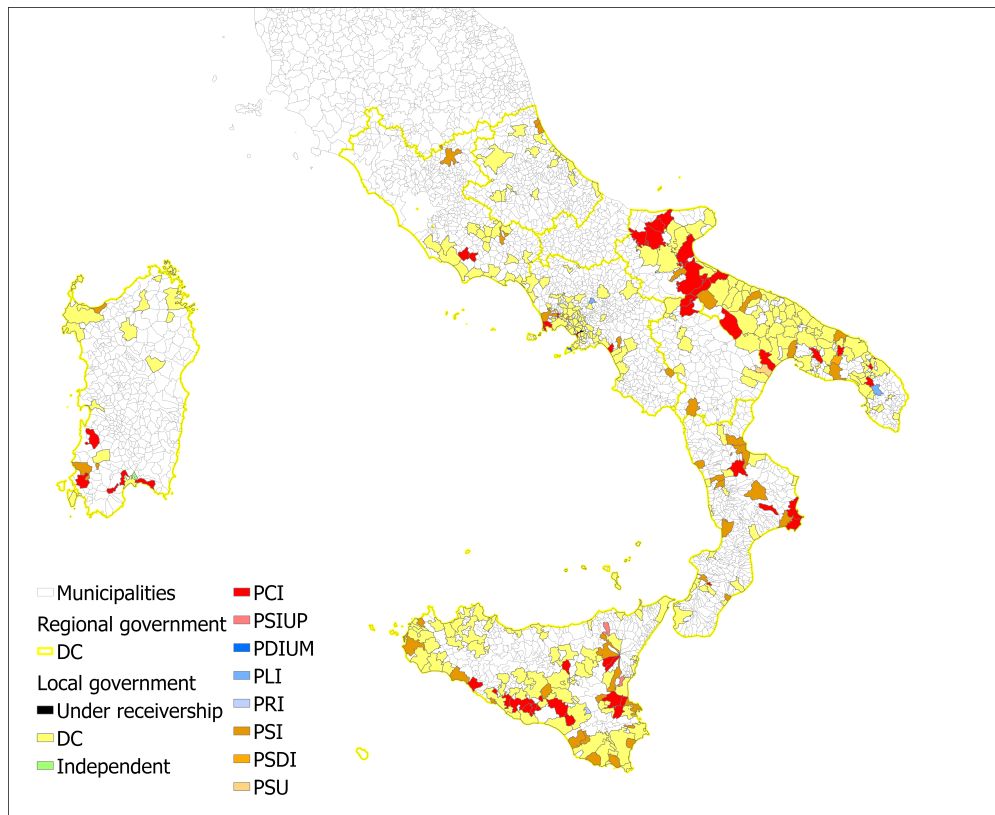 Municipalities
Regional government
DC
Local government
Under receivership
DC
Independent
PCI
PSIUP
PDIUM
PLI
PRI
PSI
PSDI
PSU